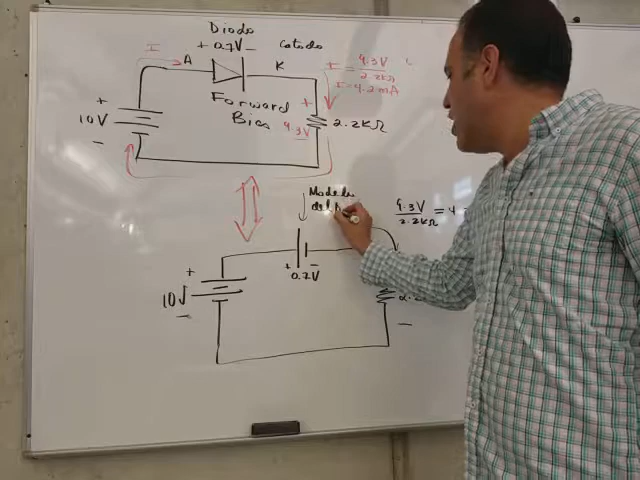 Diodo
+ 0.7V -
Catodo
I
A
K
I = 9.3V / 2.2kΩ
I = 4.2mA
Forward
Bias
+
10V
-
+
9.3V
-
2.2kΩ
Modelo
del
9.3V / 2.2kΩ = 4
+
10V
-
+ 0.7V -
-